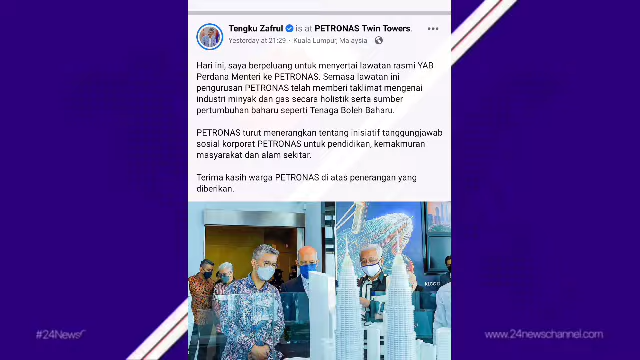 Tengku Zafrul is at PETRONAS Twin Towers.
Yesterday at 21:29 · Kuala Lumpur, Malaysia ·
Hari ini, saya berpeluang untuk menyertai lawatan rasmi YAB
Perdana Menteri ke PETRONAS. Semasa lawatan ini
pengurusan PETRONAS telah memberi taklimat mengenai
industri minyak dan gas secara holistik serta sumber
pertumbuhan baharu seperti Tenaga Boleh Baharu.
PETRONAS turut menerangkan tentang inisiatif tanggungjawab
sosial korporat PETRONAS untuk pendidikan, kemakmuran
masyarakat dan alam sekitar.
Terima kasih warga PETRONAS di atas penerangan yang
diberikan.
#24News
www.24newschannel.com